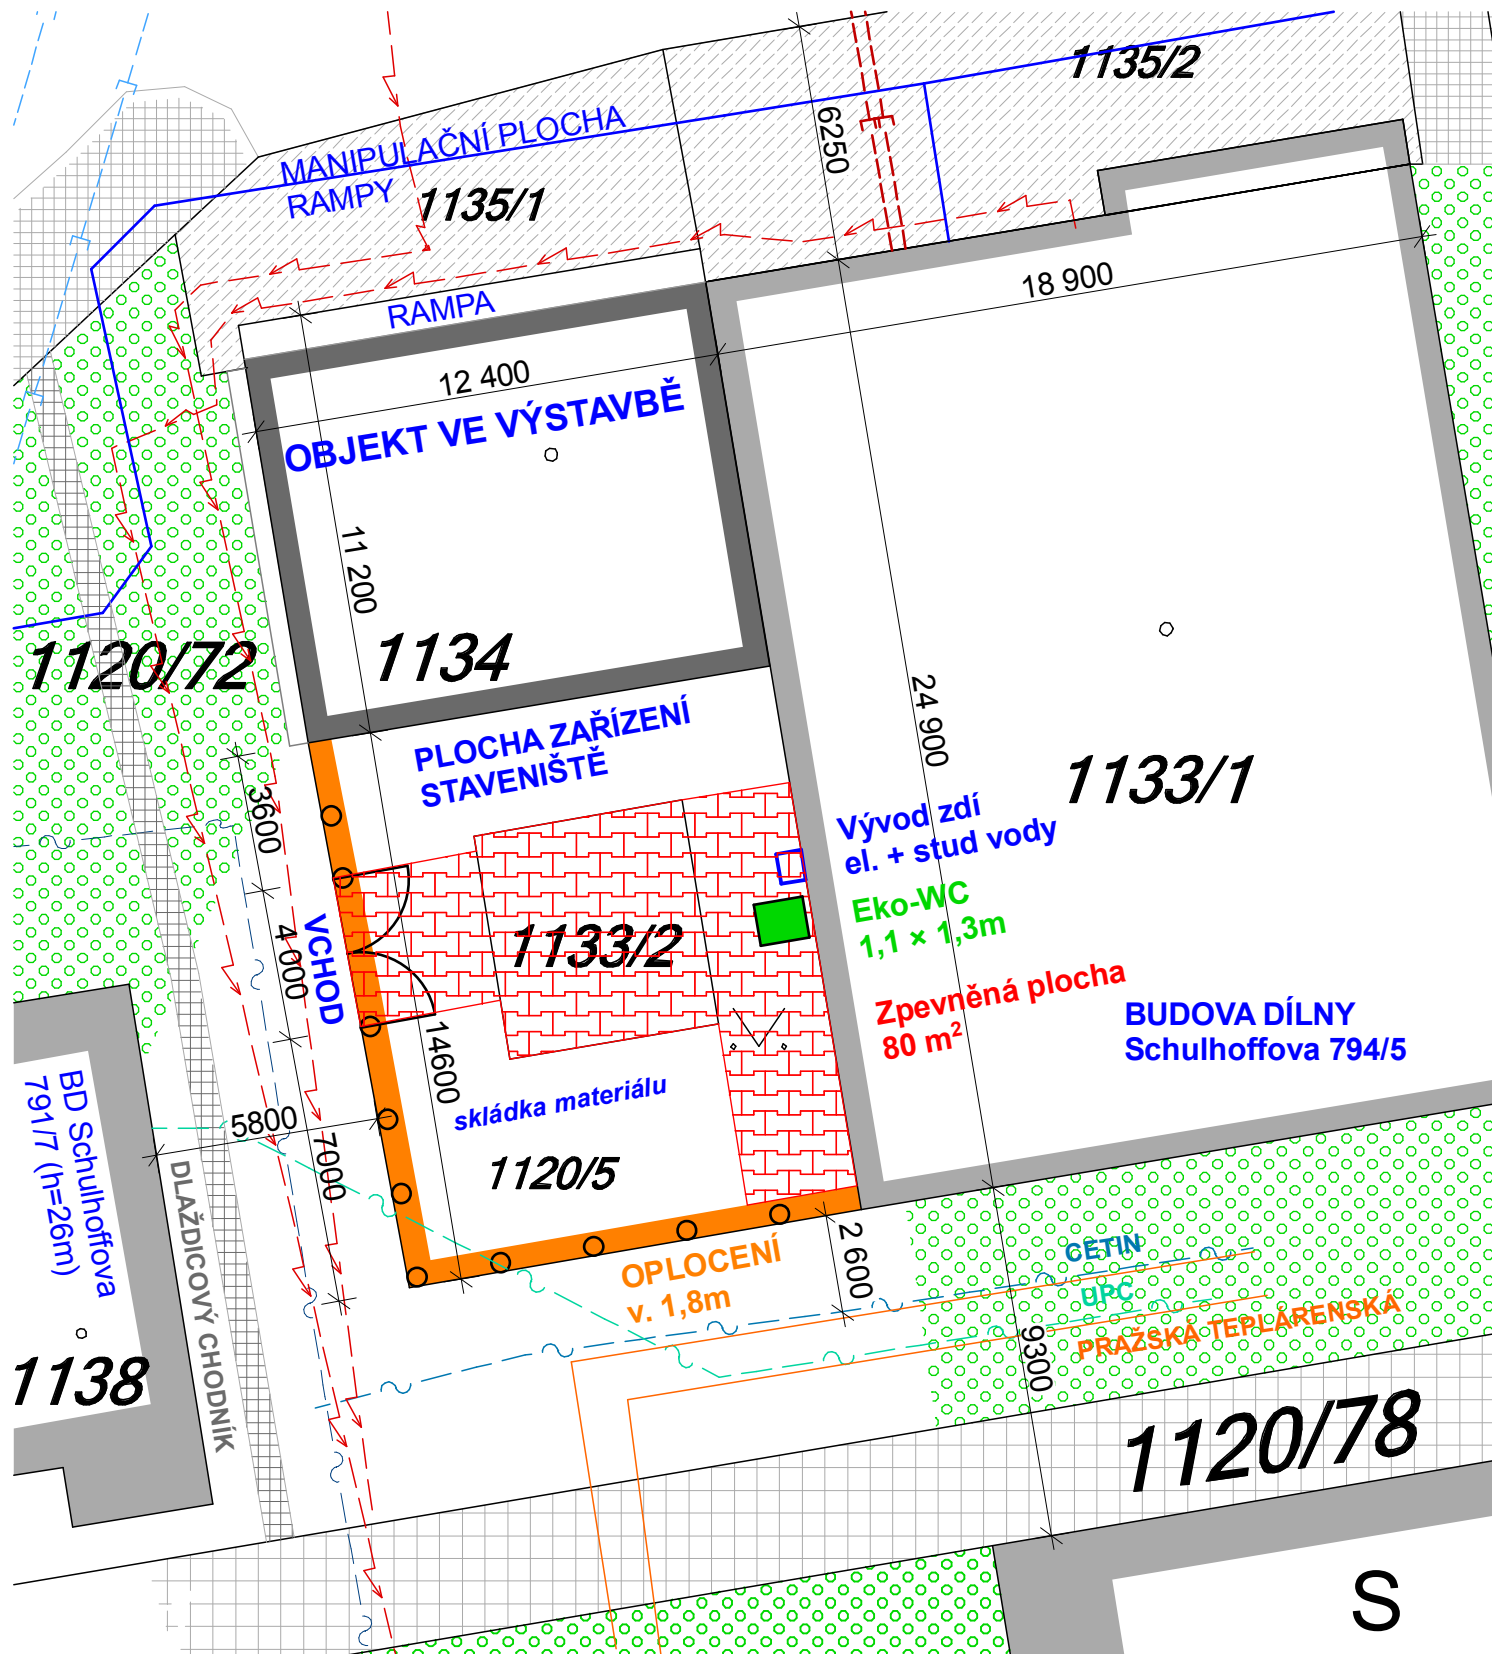 1135/2
6250
MANIPULAČNÍ PLOCHA
RAMPY
1135/1
18 900
RAMPA
12 400
OBJEKT VE VÝSTAVBĚ
11 200
1134
1120/72
24 900
PLOCHA ZAŘÍZENÍ
STAVENIŠTĚ
1133/1
3600
Vývod zdí
el. + stud vody
Eko-WC
1,1 × 1,3m
1133/2
4 000
VCHOD
Zpevněná plocha
80 m²
BUDOVA DÍLNY
Schulhoffova 794/5
14600
skládka materiálu
BD Schulhoffova
791/7 (h=26m)
5800
7000
1120/5
DLAŽDICOVÝ CHODNÍK
2 600
OPLOCENÍ
v. 1,8m
CETIN
UPC
PRAŽSKÁ TEPLÁRENSKÁ
9300
1138
1120/78
S